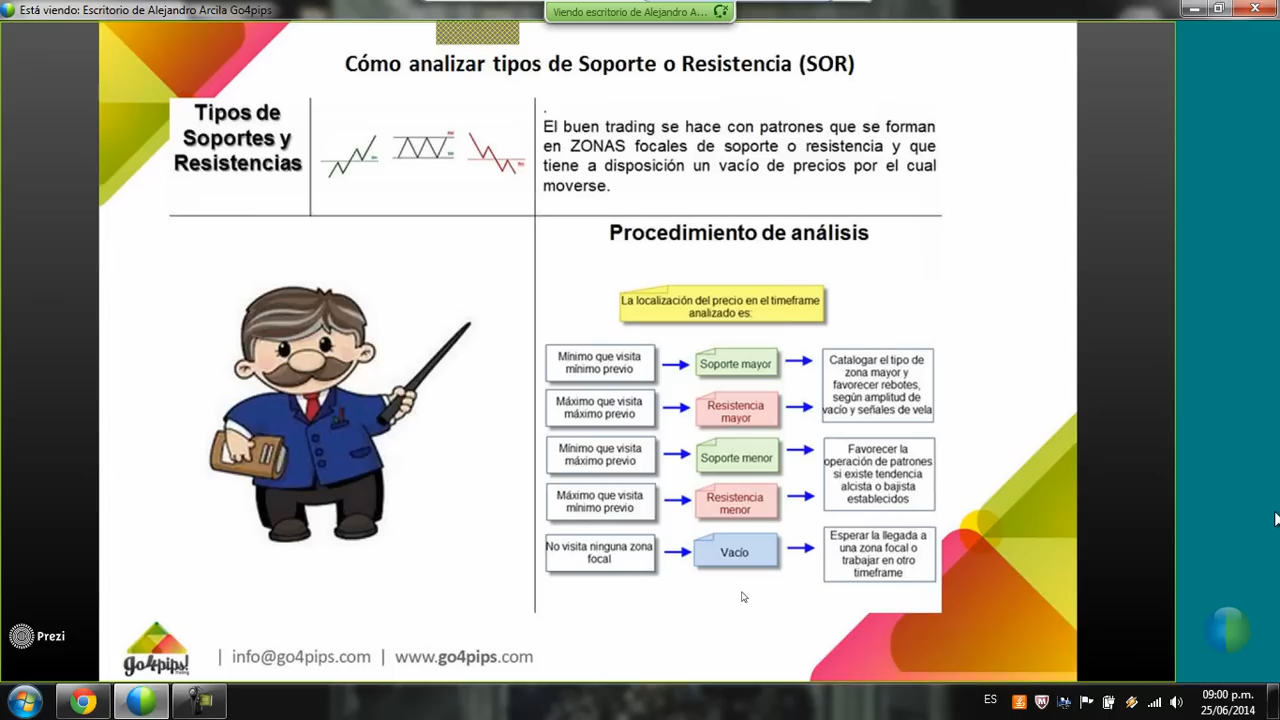 Está viendo: Escritorio de Alejandro Arcila Go4pips
Viendo escritorio de Alejandro A...
Cómo analizar tipos de Soporte o Resistencia (SOR)
Tipos de
Soportes y
Resistencias
.
El buen trading se hace con patrones que se forman
en ZONAS focales de soporte o resistencia y que
tiene a disposición un vacío de precios por el cual
moverse.
Procedimiento de análisis
La localización del precio en el timeframe
analizado es:
Mínimo que visita
mínimo previo
Soporte mayor
Máximo que visita
máximo previo
Resistencia
mayor
Catalogar el tipo de
zona mayor y
favorecer rebotes,
según amplitud de
vacío y señales de vela
Mínimo que visita
máximo previo
Soporte menor
Máximo que visita
mínimo previo
Resistencia
menor
Favorecer la
operación de patrones
si existe tendencia
alcista o bajista
establecidos
No visita ninguna zona
focal
Vacío
Esperar la llegada a
una zona focal o
trabajar en otro
timeframe
Prezi
go4pips!
| info@go4pips.com | www.go4pips.com
ES
09:00 p.m.
25/06/2014